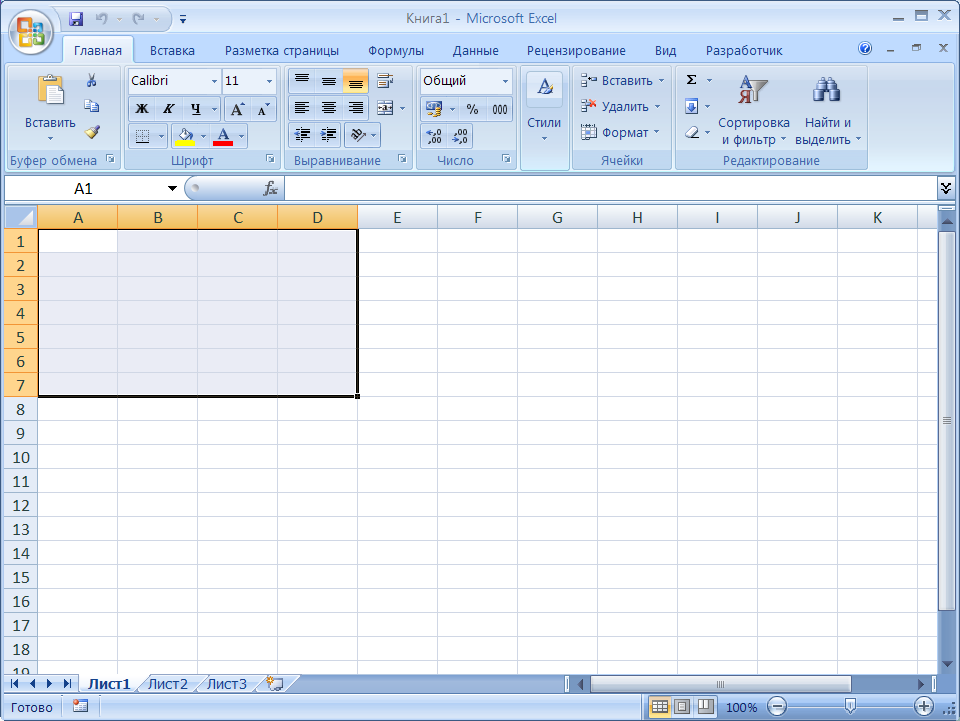 Книга1 - Microsoft Excel
Главная Вставка Разметка страницы Формулы Данные Рецензирование Вид Разработчик
Calibri 11 Общий Вставить
Ж К Ч А А % 000 Удалить
Вставить Стили Сортировка и фильтр Найти и выделить
А ,0 ,00 ,00 ,0 Формат
Буфер обмена Шрифт Выравнивание Число Ячейки Редактирование
A1 fx
A B C D E F G H I J K
1
2
3
4
5
6
7
8
9
10
11
12
13
14
15
16
17
18
19
Лист1 Лист2 Лист3
Готово 100%